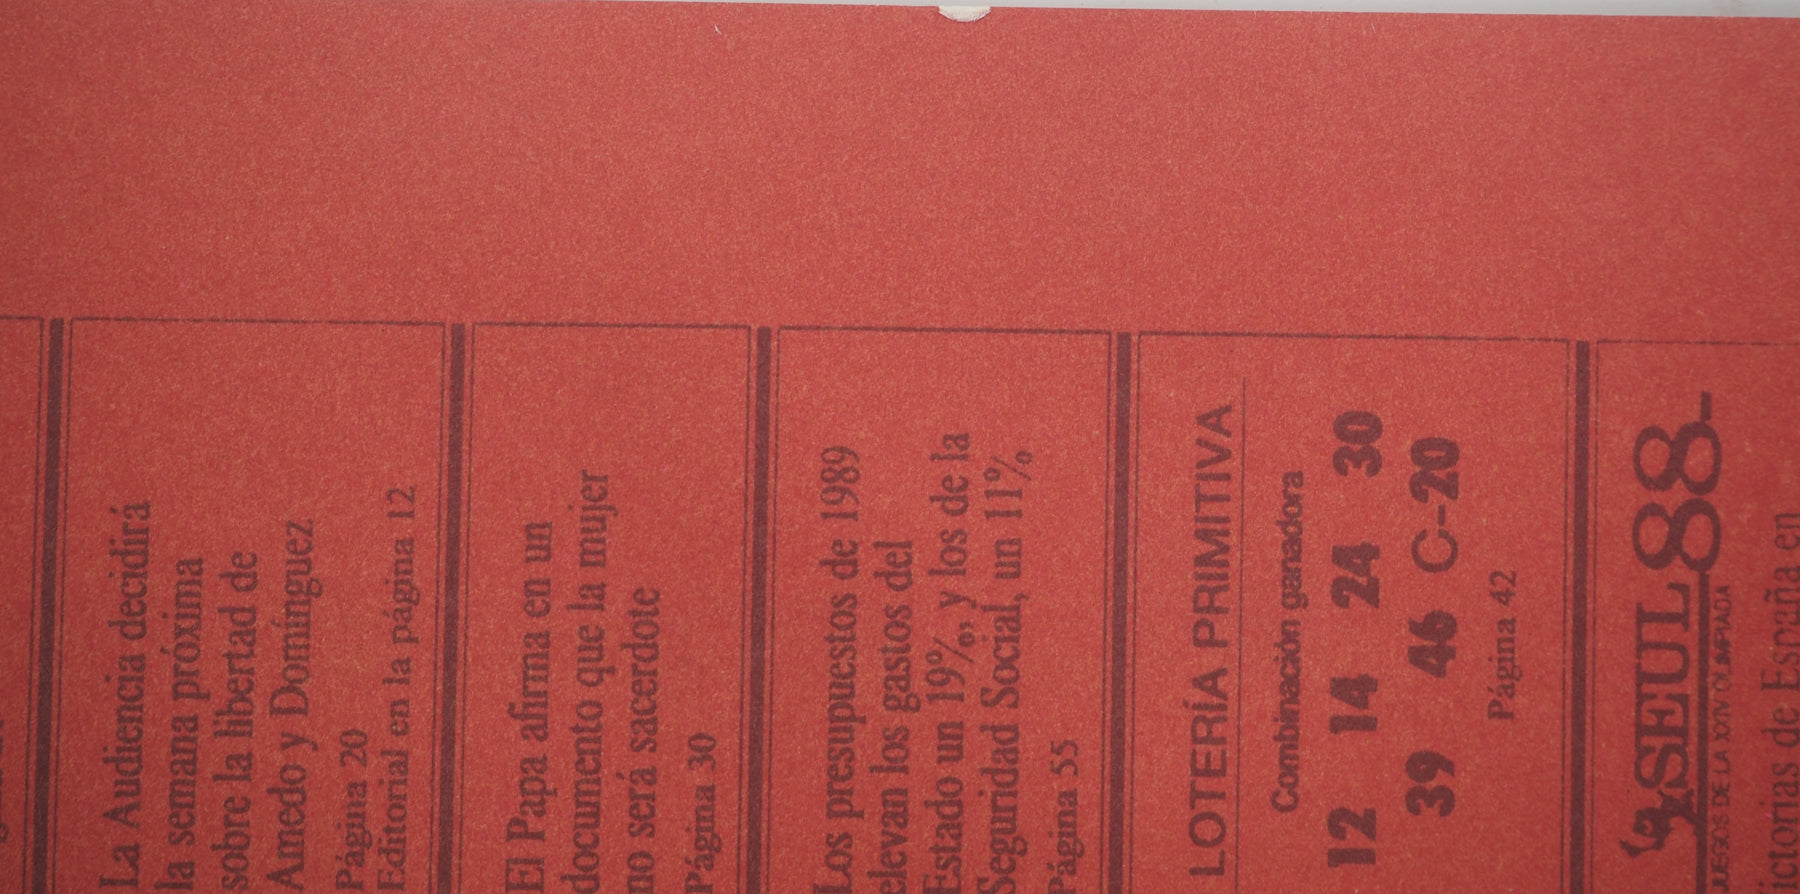 La Audiencia decidirá
la semana próxima
sobre la libertad de
Amedo y Domínguez
Página 20
Editorial en la página 12
El Papa afirma en un
documento que la mujer
no será sacerdote
Página 30
Los presupuestos de 1989
elevan los gastos del
Estado un 19%, y los de la
Seguridad Social, un 11%
Página 55
LOTERÍA PRIMITIVA
Combinación ganadora
12 14 24 30
39 46 C-20
Página 42
SEUL 88
JUEGOS DE LA XXIV OLIMPIADA
victorias de España en